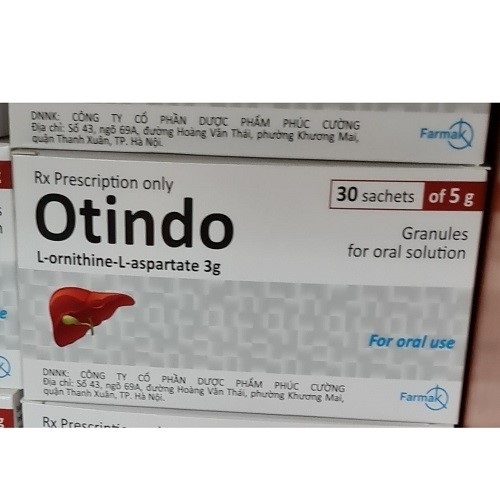 DNNK: CÔNG TY CỔ PHẦN DƯỢC PHẨM PHÚC CƯỜNG
Địa chỉ: Số 43, ngõ 69A, đường Hoàng Văn Thái, phường Khương Mai,
quận Thanh Xuân, TP. Hà Nội.
Farmak
Rx Prescription only
30 sachets of 5 g
Otindo
Granules
for oral solution
L-ornithine-L-aspartate 3g
For oral use
DNNK: CÔNG TY CỔ PHẦN DƯỢC PHẨM PHÚC CƯỜNG
Địa chỉ: Số 43, ngõ 69A, đường Hoàng Văn Thái, phường Khương Mai,
quận Thanh Xuân, TP. Hà Nội.
Farmak
Rx Prescription only